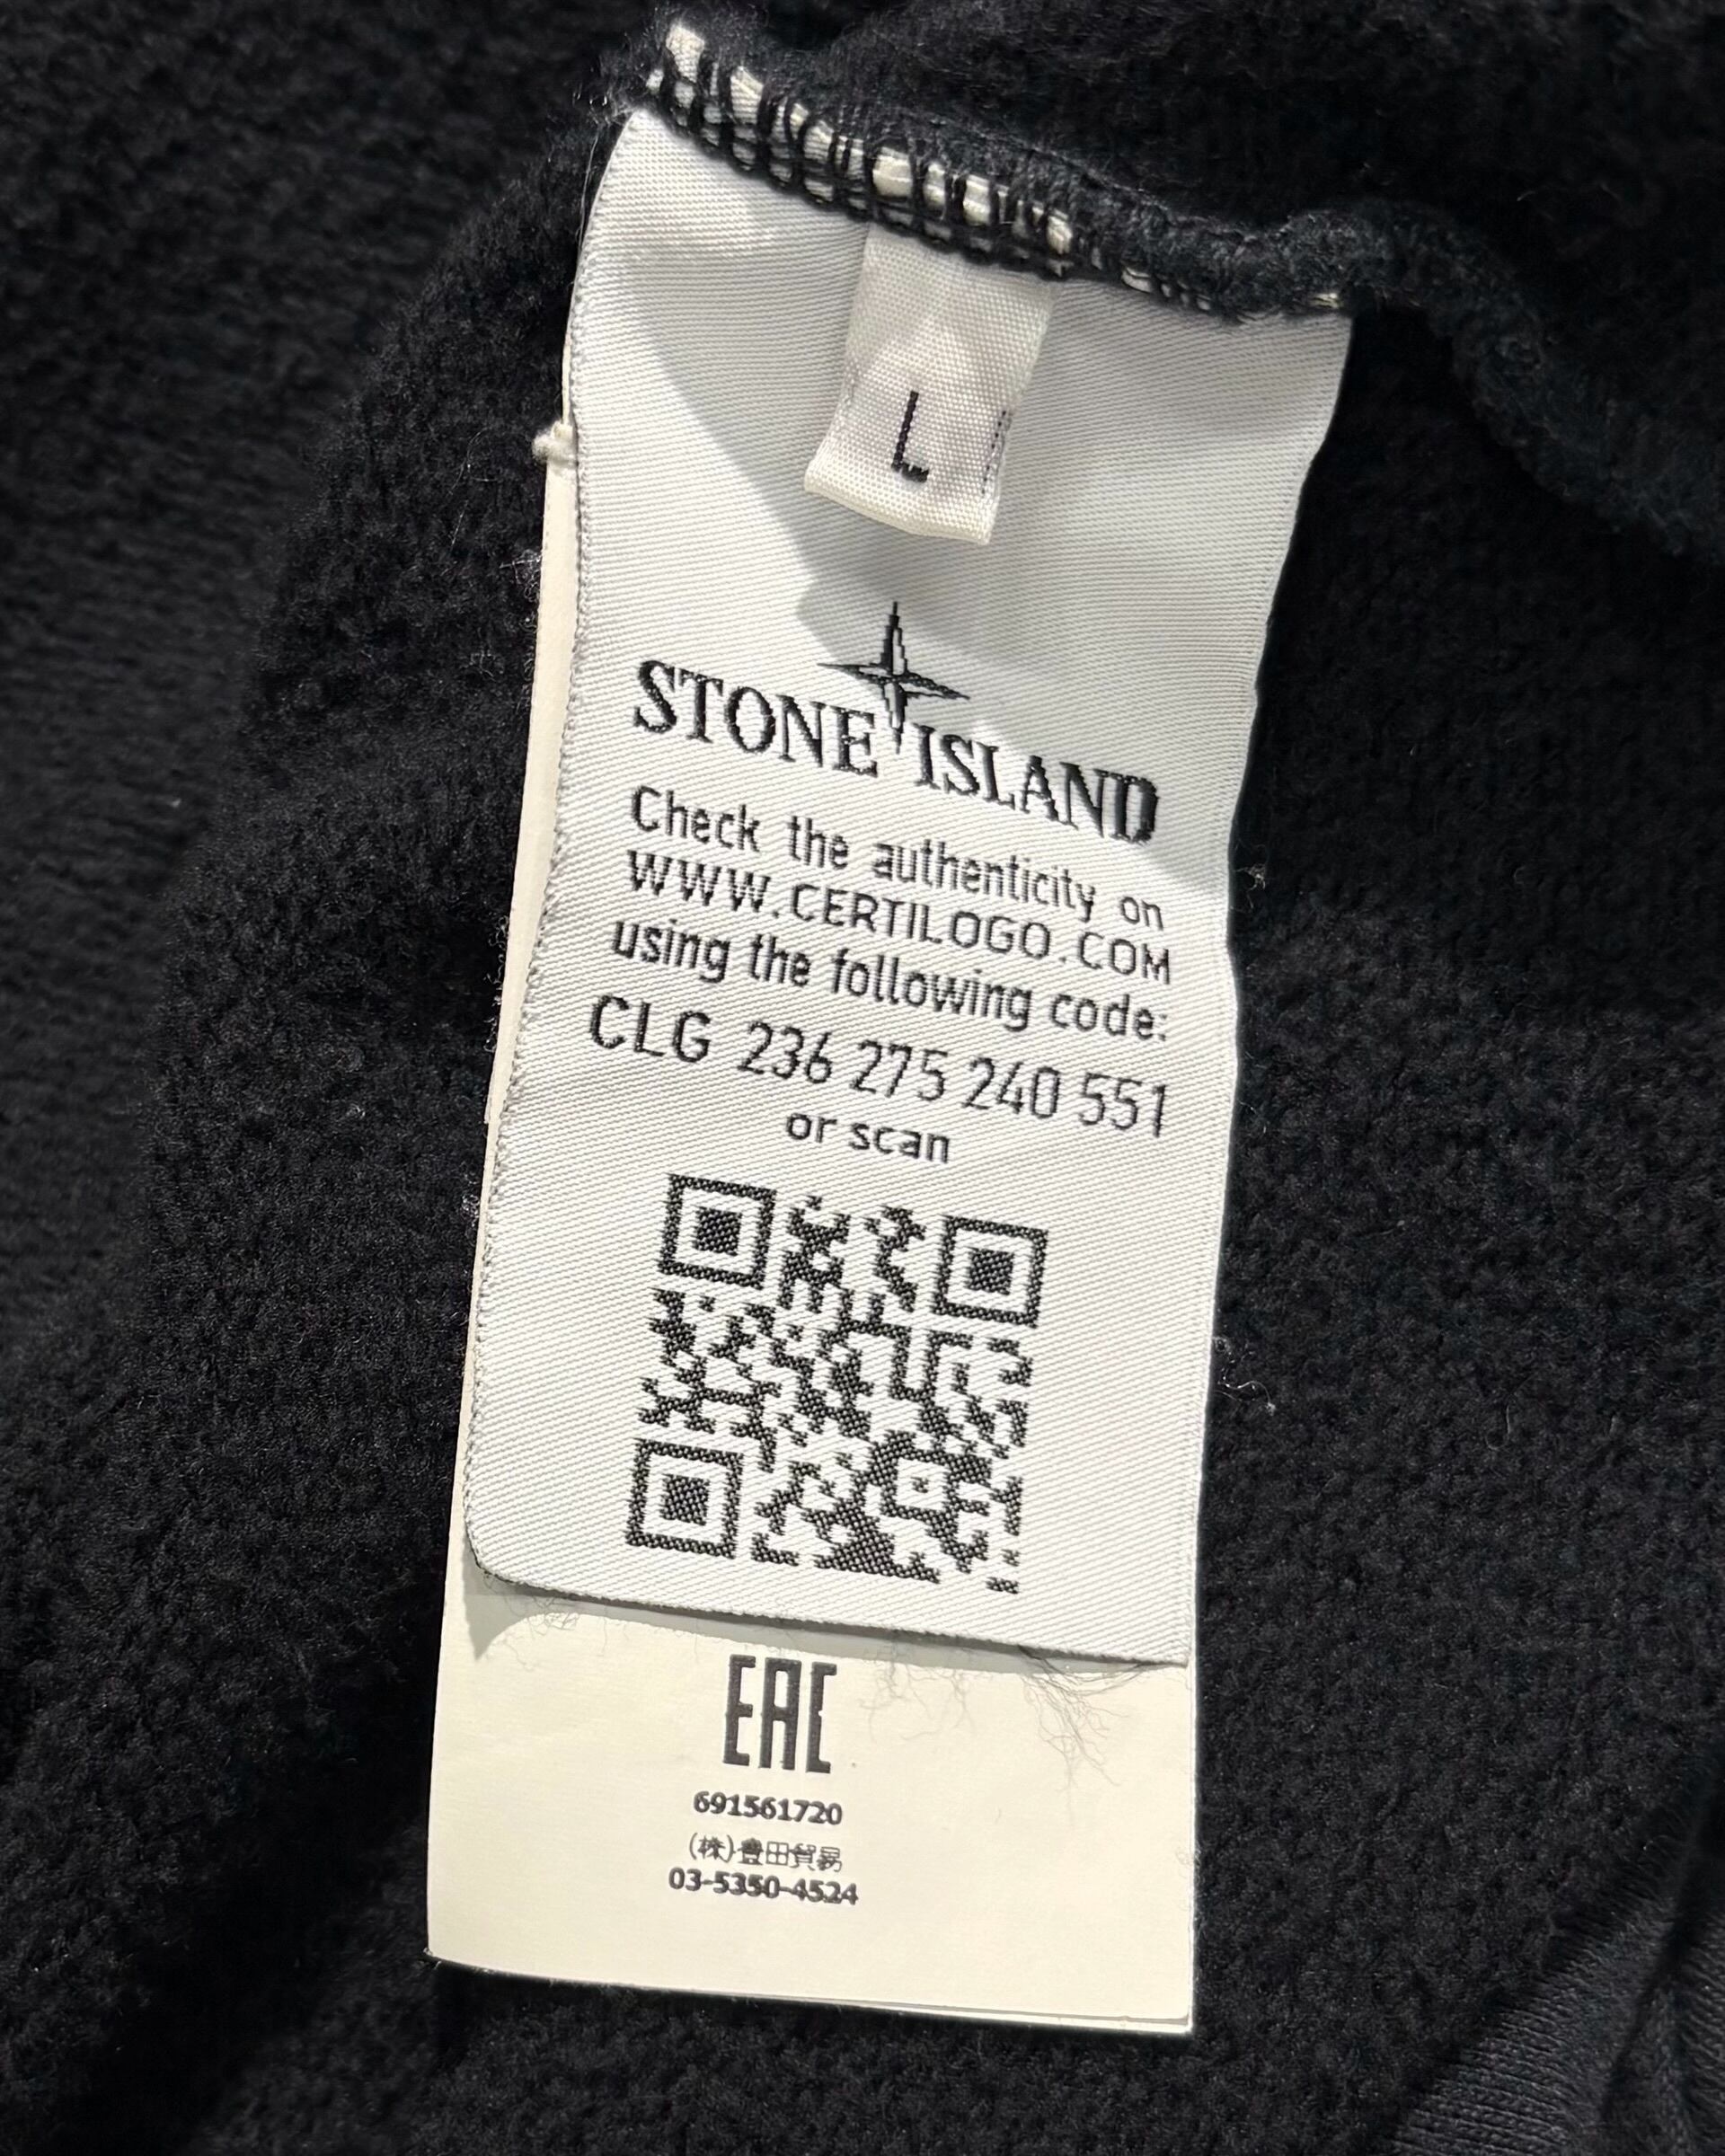 L
STONE ISLAND
Check the authenticity on
WWW.CERTILOGO.COM
using the following code:
CLG 236 275 240 551
or scan
EAC
691561720
(株)豊田貿易
03-5350-4524